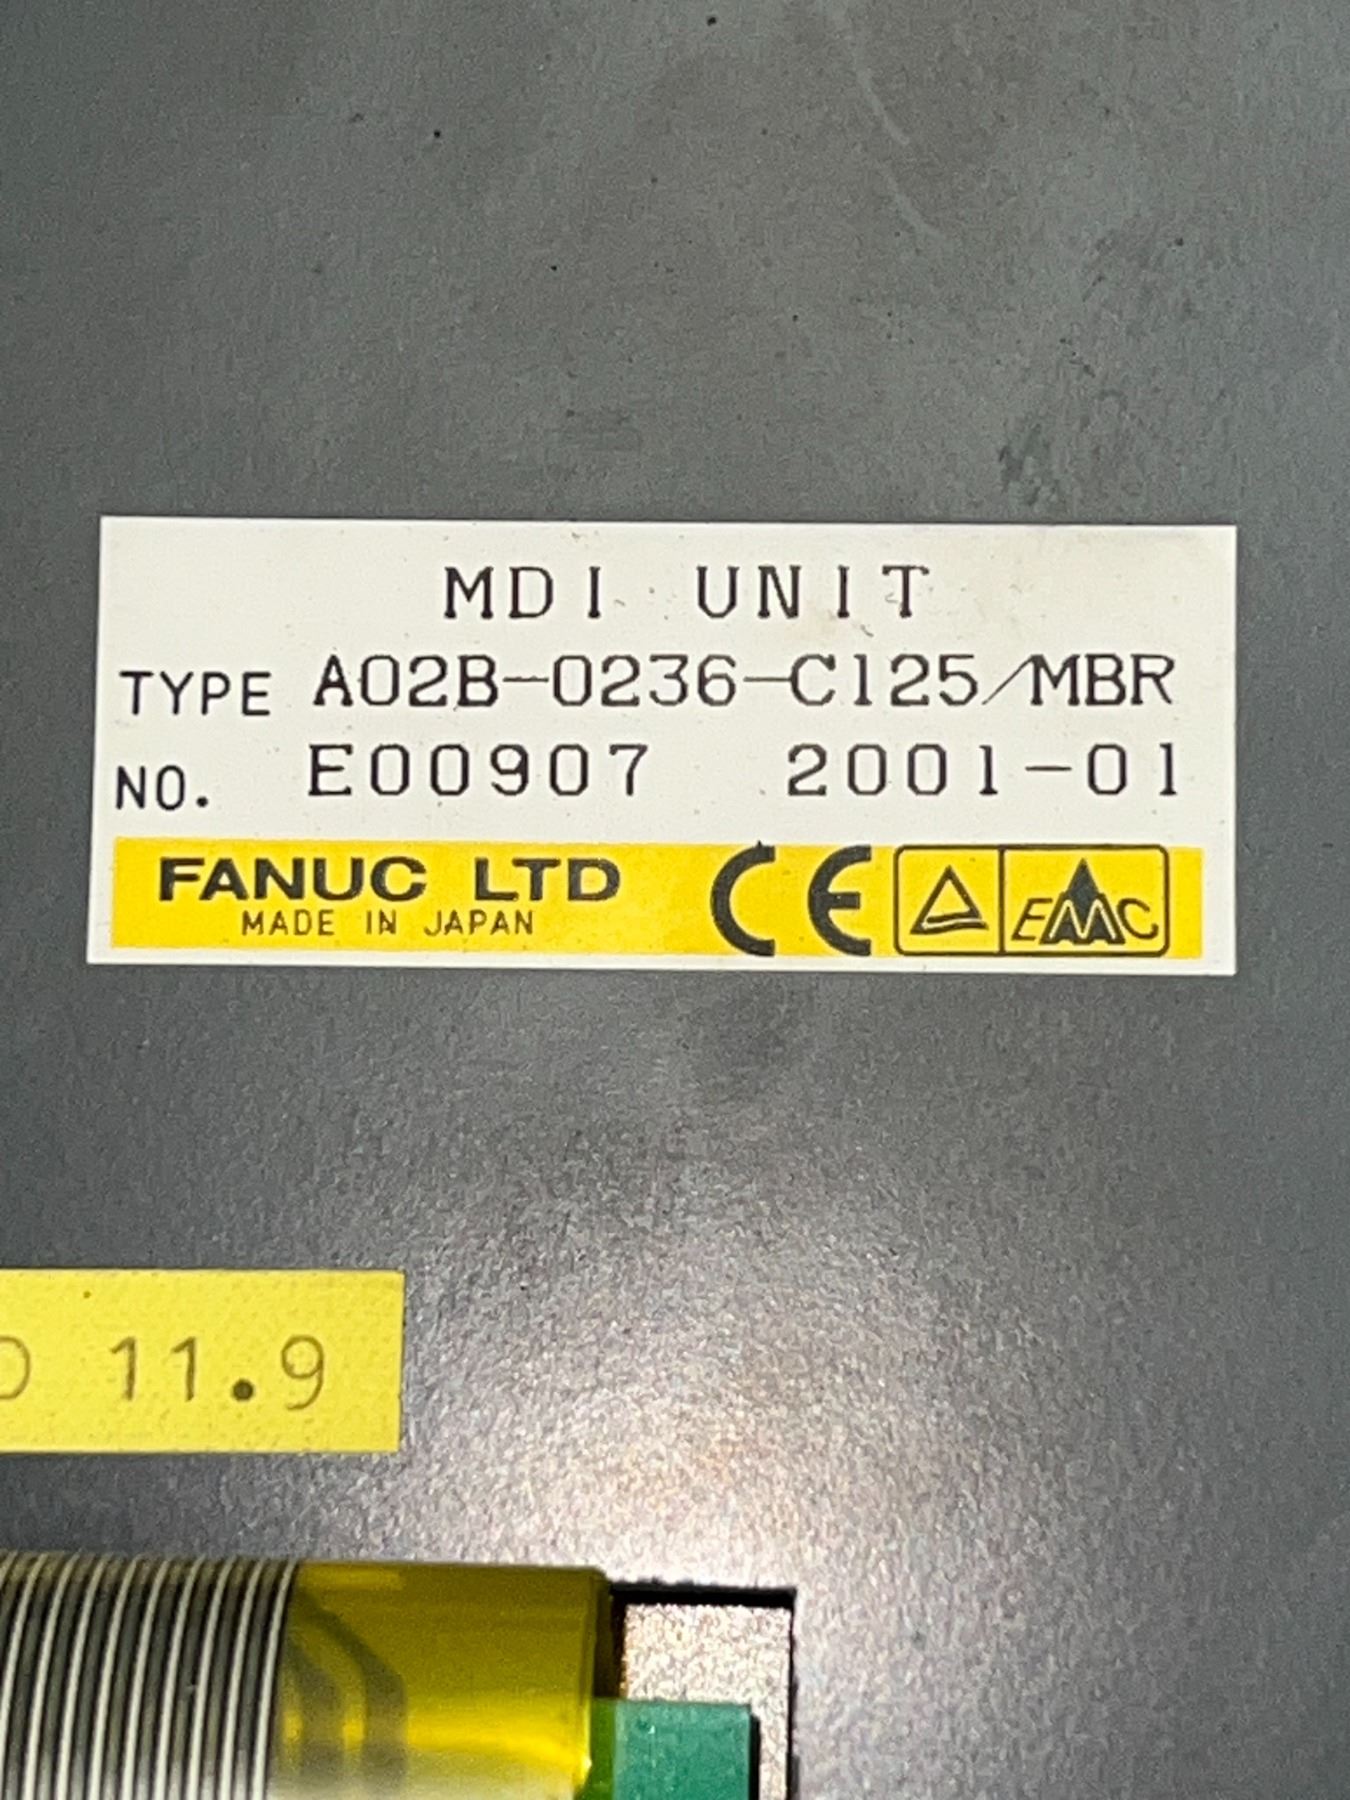 MDI UNIT
TYPE A02B-0236-C125/MBR
NO. E00907 2001-01
FANUC LTD
MADE IN JAPAN
CE
EMC
11.9